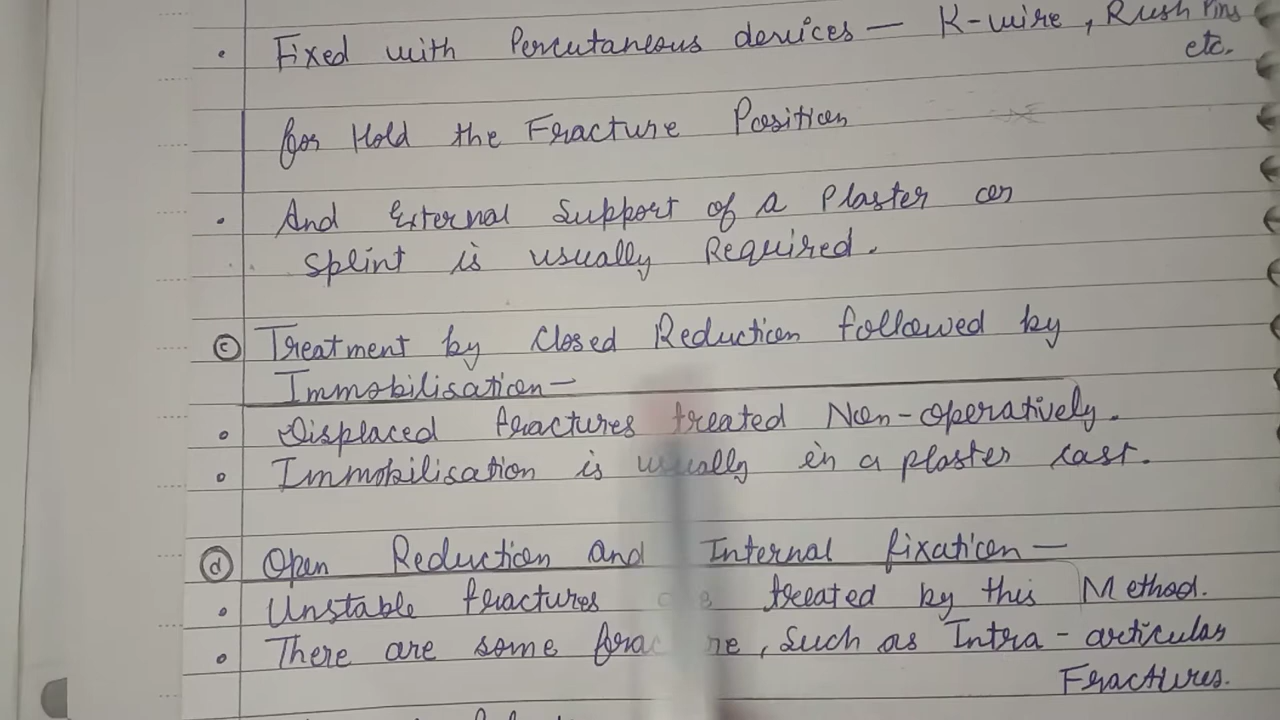 • Fixed with Percutaneous devices — K-wire, Rush Pins
etc.
for Hold the Fracture Position
• And External Support of a Plaster or
splint is usually Required.
(c) Treatment by Closed Reduction followed by
Immobilisation—
• Displaced fractures treated Non-operatively.
• Immobilisation is usually in a plaster cast.
(d) Open Reduction and Internal fixation—
• Unstable fractures treated by this Method.
• There are some, Such as Intra-articular
Fractures.